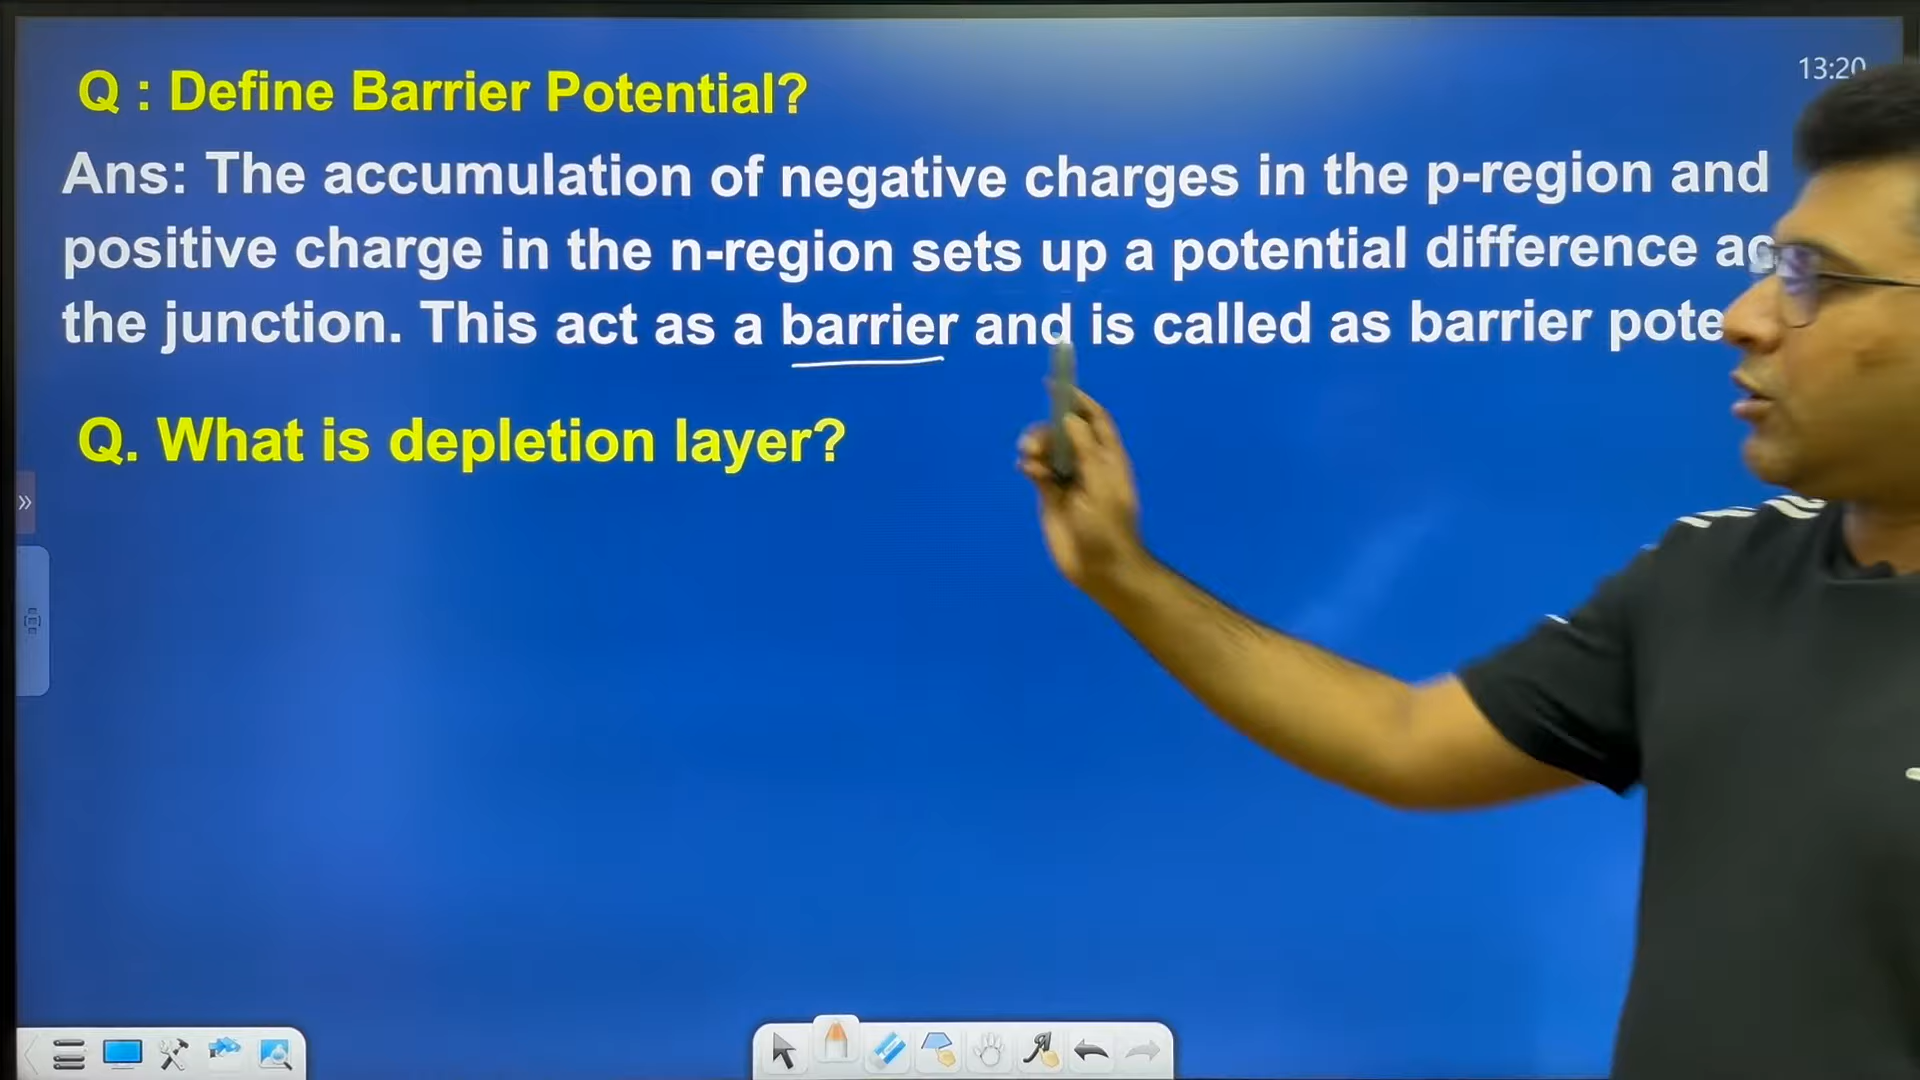 13:20
Q : Define Barrier Potential?
Ans: The accumulation of negative charges in the p-region and
positive charge in the n-region sets up a potential difference
the junction. This act as a barrier and is called as barrier
Q. What is depletion layer?